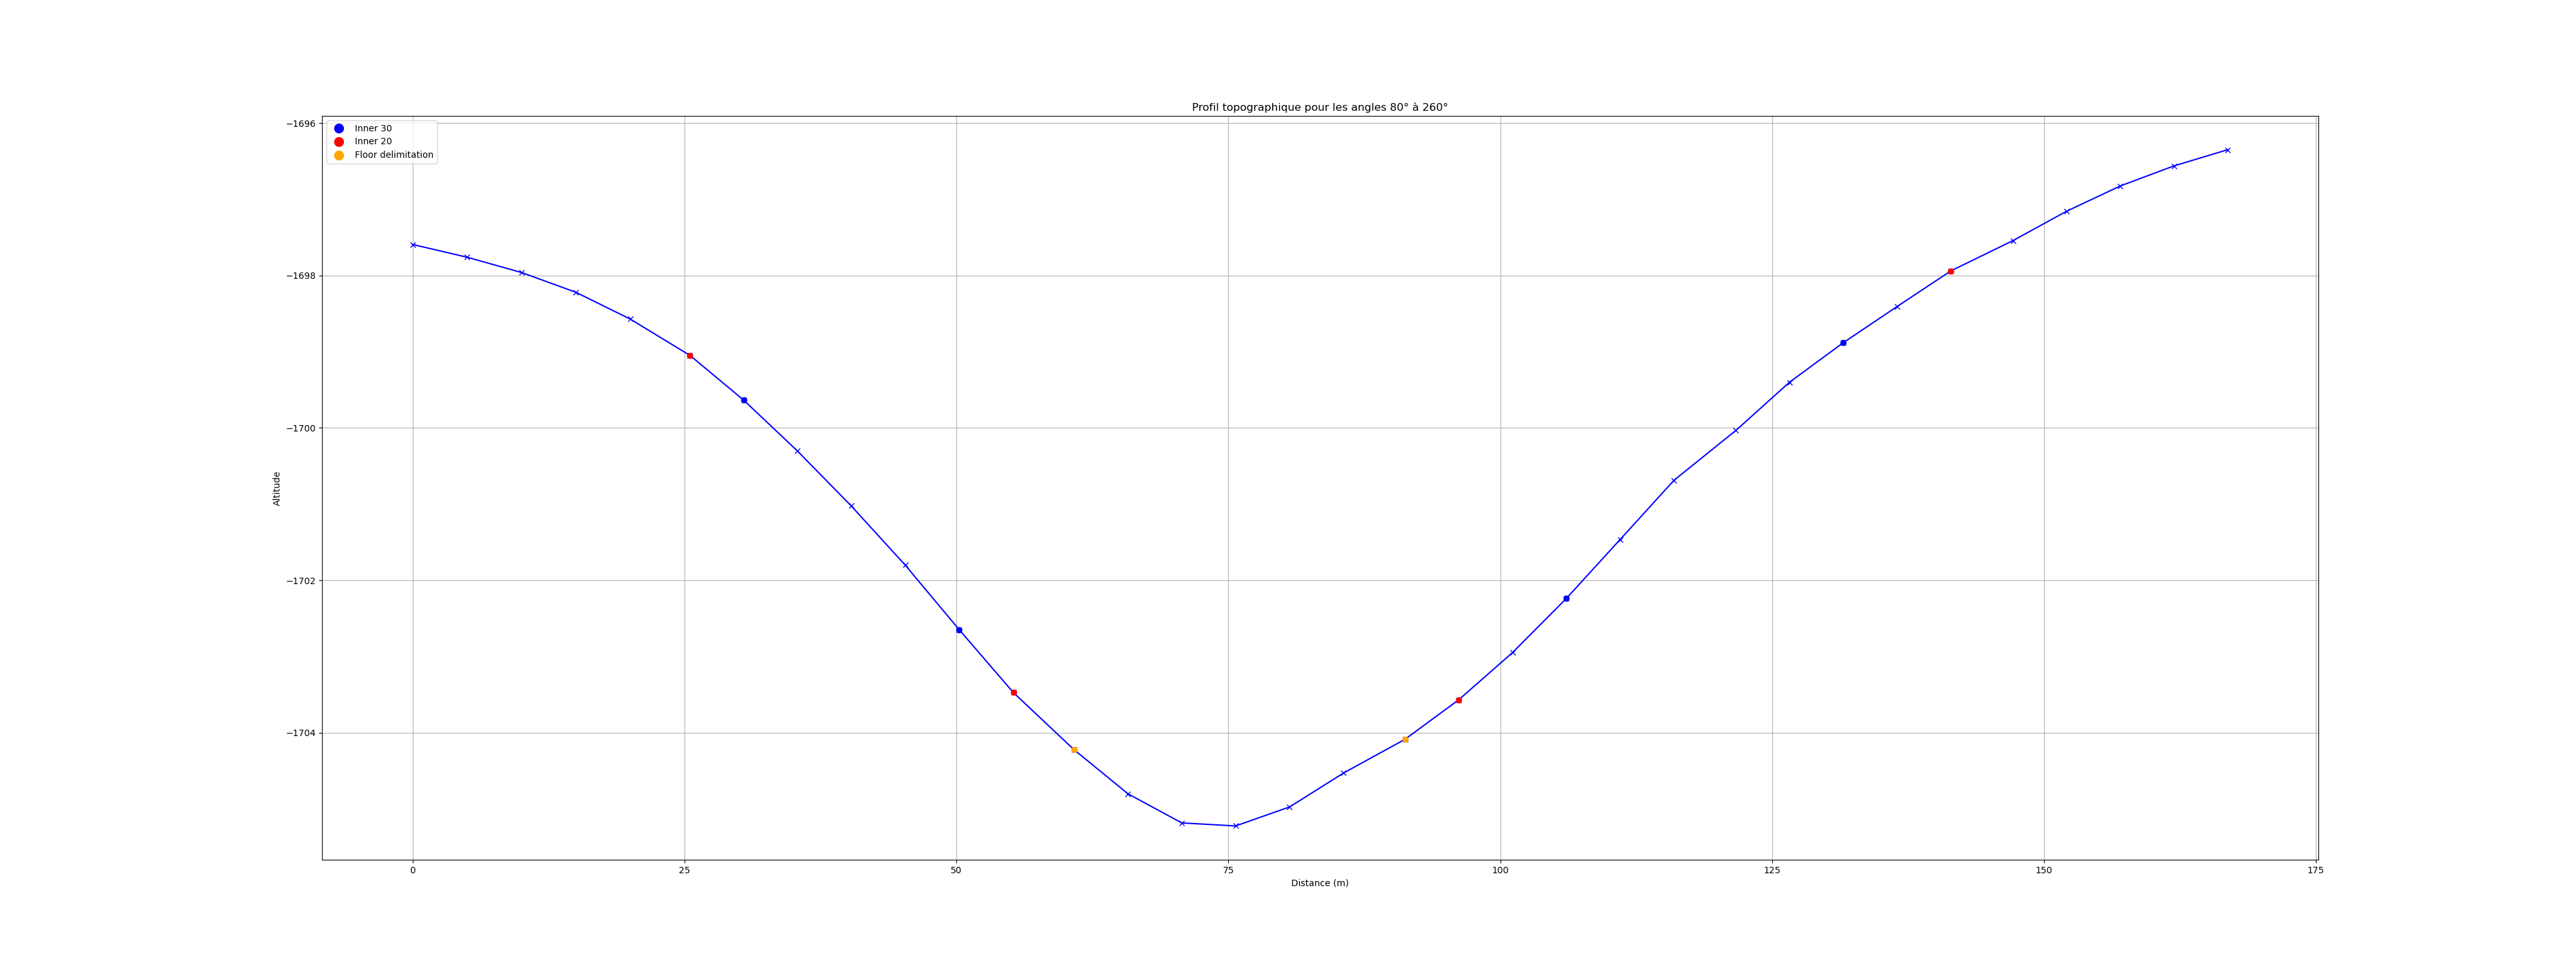 Profil topographique pour les angles 80° à 260°
Inner 30
Inner 20
Floor delimitation
−1696
−1698
−1700
−1702
−1704
Altitude
0 25 50 75 100 125 150 175
Distance (m)